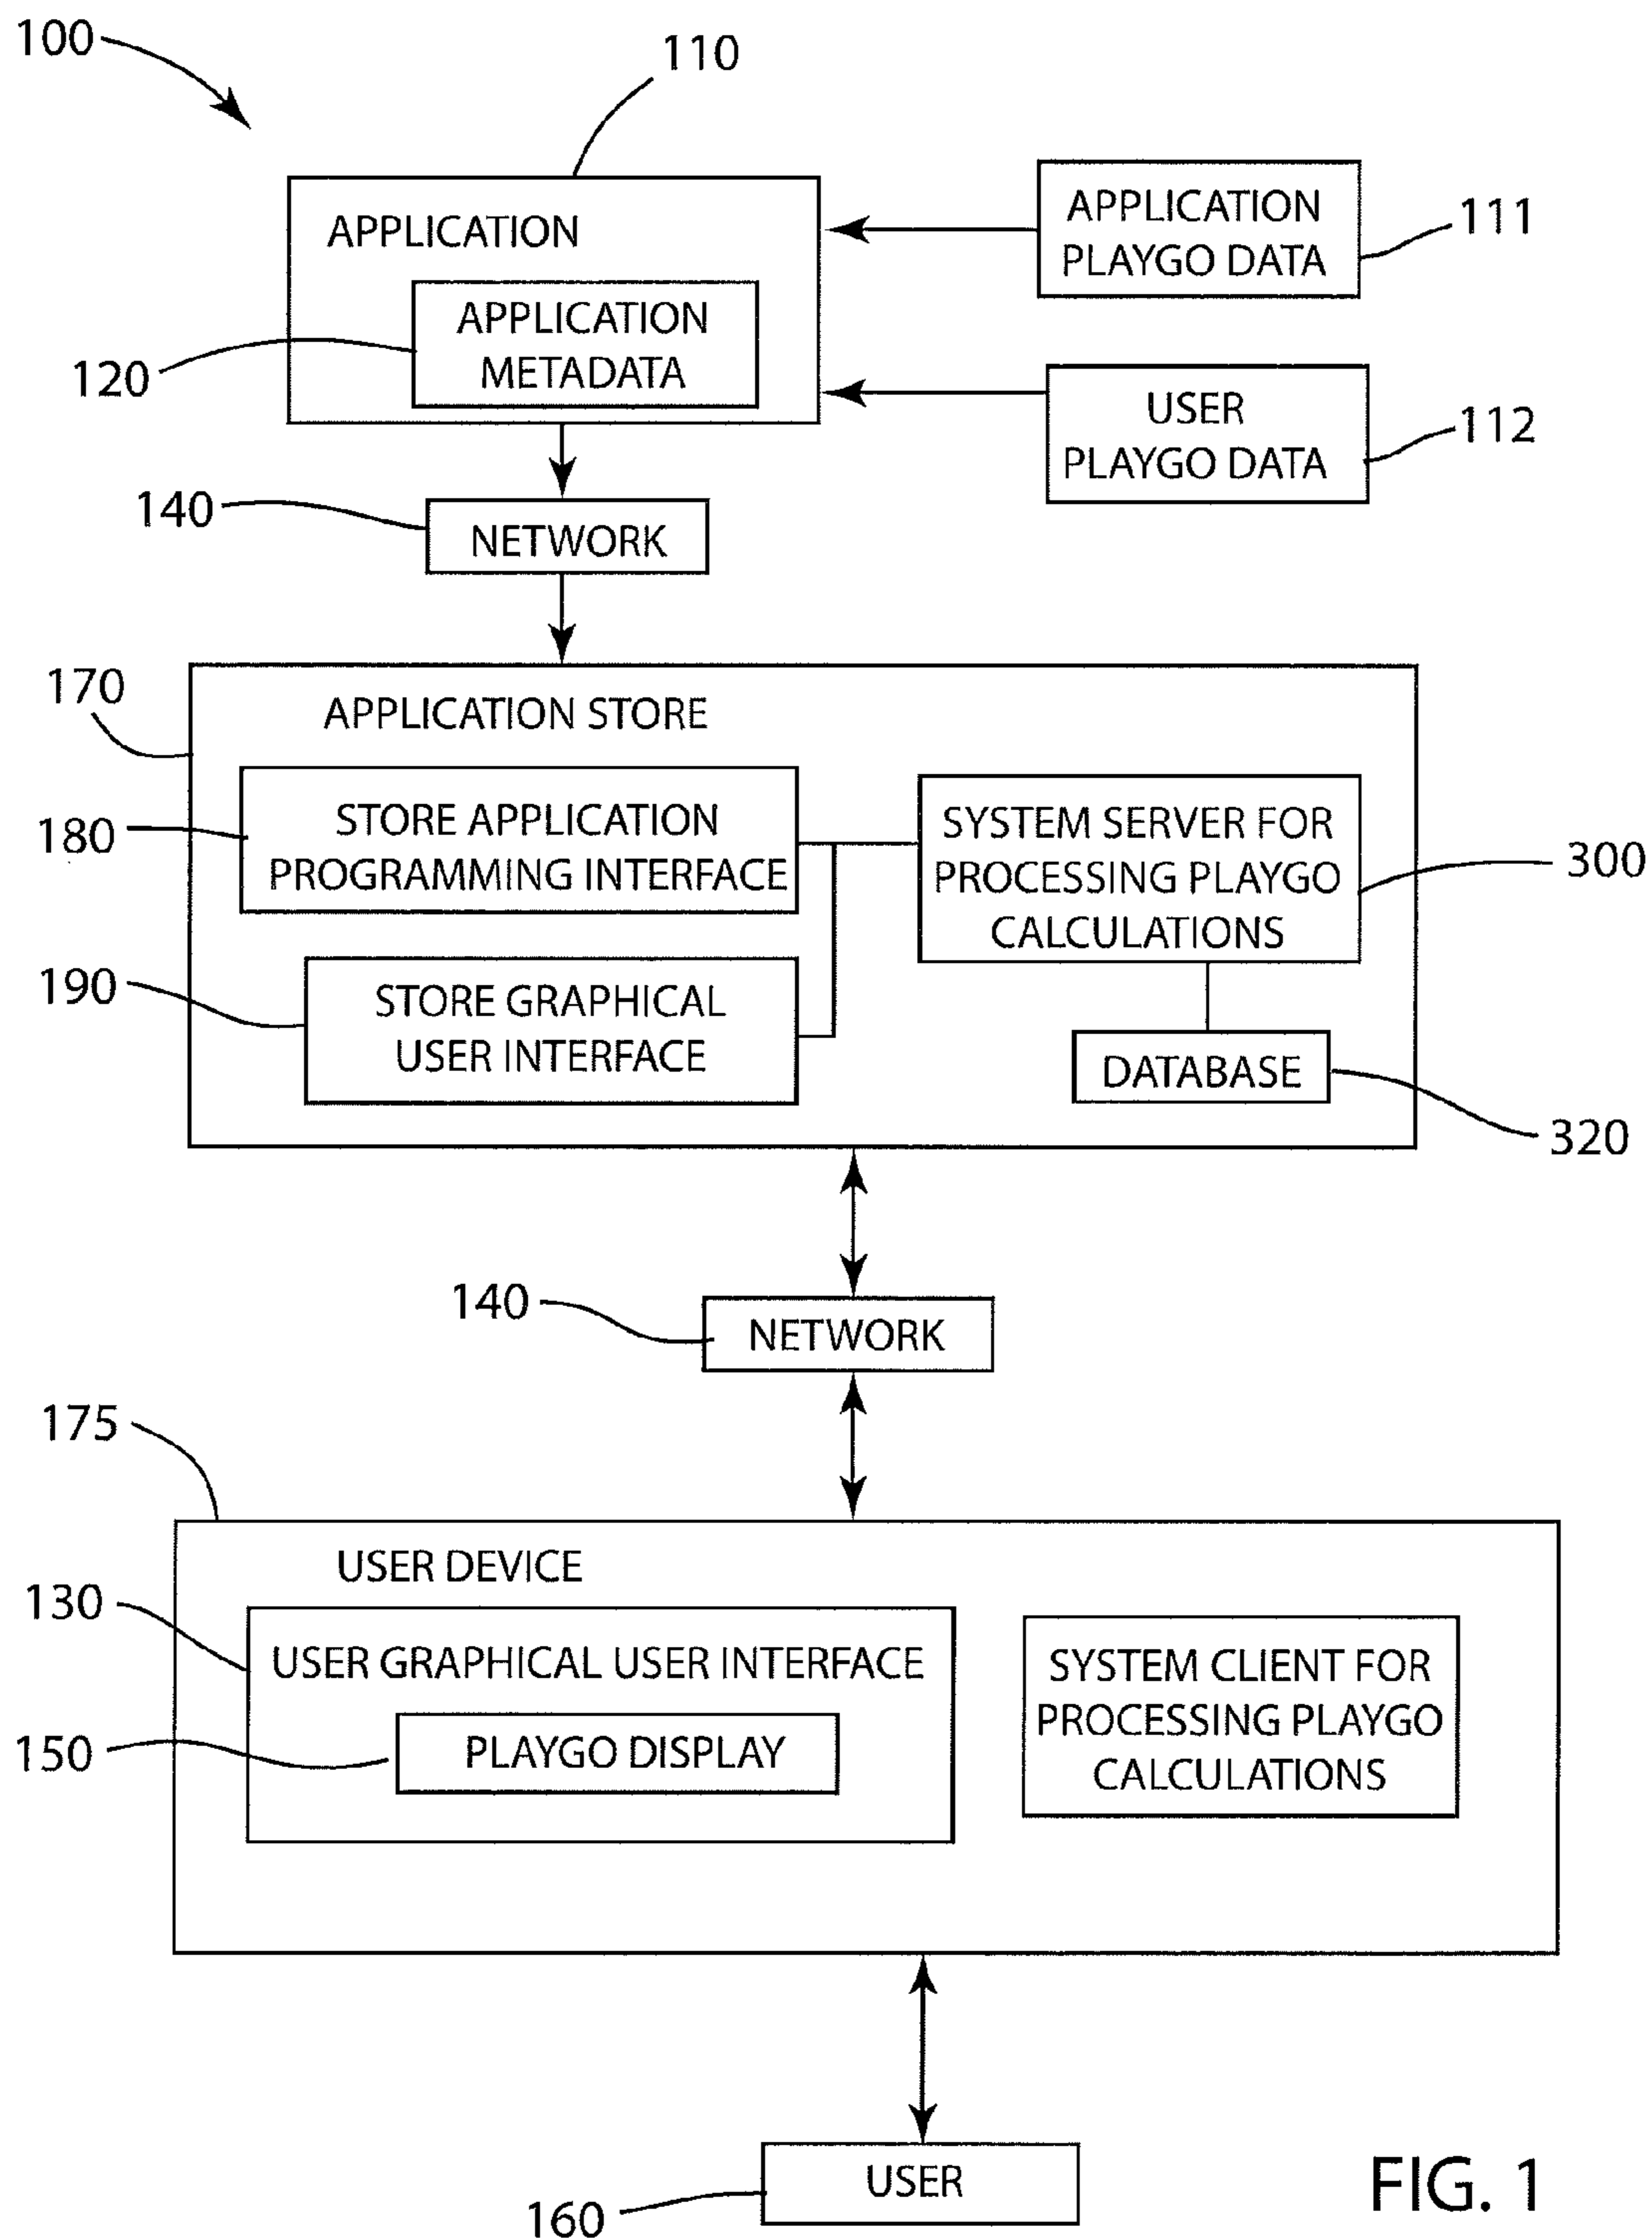 100
110
APPLICATION
APPLICATION
METADATA
120
APPLICATION
PLAYGO DATA
111
USER
PLAYGO DATA
112
140
NETWORK
170
APPLICATION STORE
180
STORE APPLICATION
PROGRAMMING INTERFACE
SYSTEM SERVER FOR
PROCESSING PLAYGO
CALCULATIONS
300
190
STORE GRAPHICAL
USER INTERFACE
DATABASE
320
140
NETWORK
175
USER DEVICE
130
USER GRAPHICAL USER INTERFACE
150
PLAYGO DISPLAY
SYSTEM CLIENT FOR
PROCESSING PLAYGO
CALCULATIONS
USER
160
FIG. 1